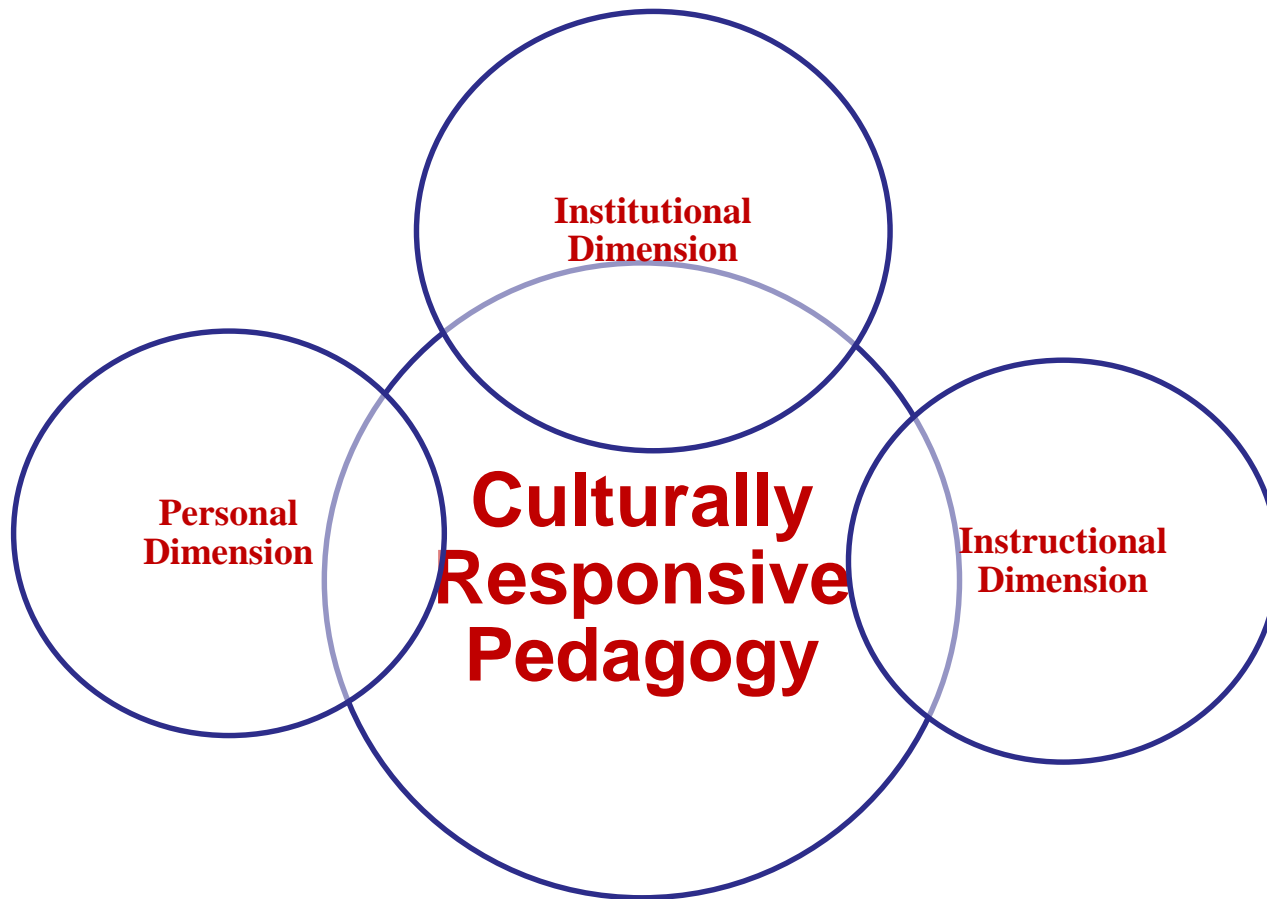 Institutional
Dimension
Personal
Dimension
Culturally
Responsive
Pedagogy
Instructional
Dimension